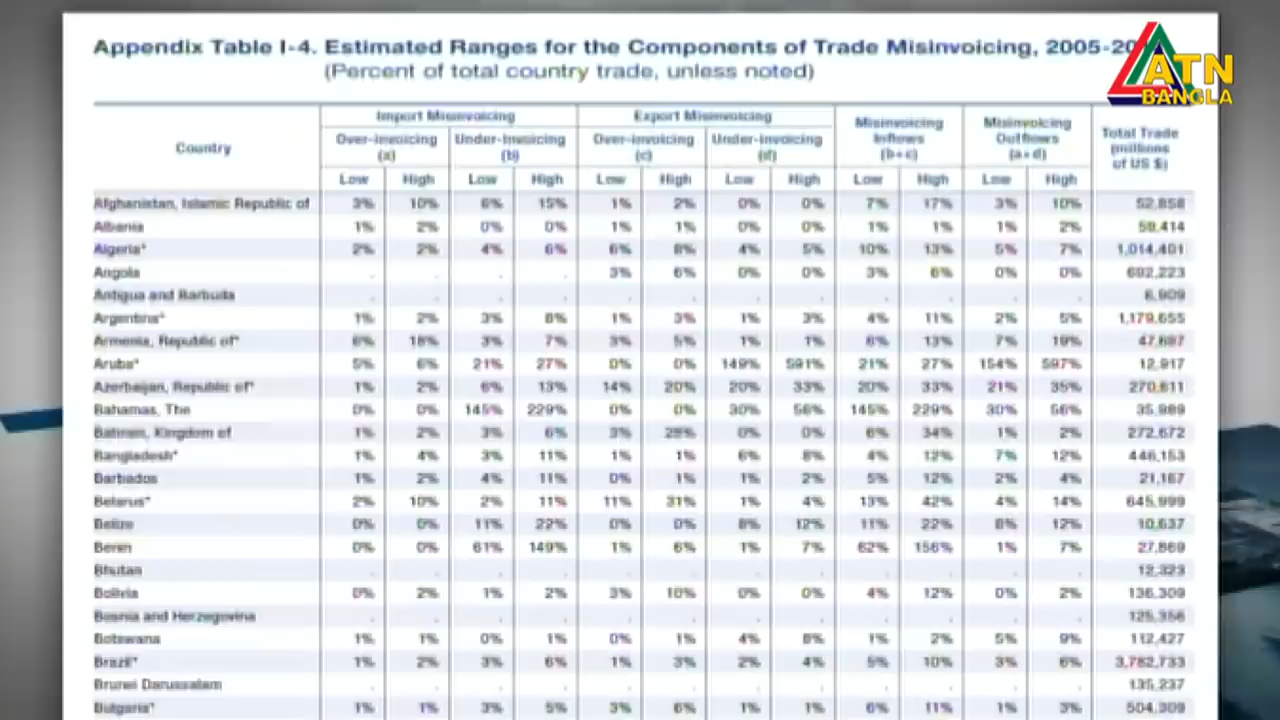 Appendix Table I-4. Estimated Ranges for the Components of Trade Misinvoicing, 2005-20
(Percent of total country trade, unless noted)
ATN
BANGLA
Country Import Misinvoicing Export Misinvoicing Misinvoicing Inflows (b+c) Misinvoicing Outflows (a+d) Total Trade (millions of US $)
Over-invoicing (a) Under-invoicing (b) Over-invoicing (c) Under-invoicing (d)
Low High Low High Low High Low High Low High Low High
Afghanistan, Islamic Republic of 3% 10% 6% 15% 1% 2% 0% 0% 7% 17% 3% 10% 52,858
Albania 1% 2% 0% 0% 1% 1% 0% 0% 1% 1% 1% 2% 59,414
Algeria* 2% 2% 4% 6% 6% 8% 4% 5% 10% 13% 5% 7% 1,014,401
Angola . . . . 3% 6% 0% 0% 3% 6% 0% 0% 692,223
Antigua and Barbuda . . . . . . . . . . . . 6,909
Argentina* 1% 2% 3% 8% 1% 3% 1% 3% 4% 11% 2% 5% 1,179,655
Armenia, Republic of* 6% 18% 3% 7% 3% 5% 1% 1% 6% 13% 7% 19% 47,697
Aruba* 5% 6% 21% 27% 0% 0% 149% 591% 21% 27% 154% 597% 12,917
Azerbaijan, Republic of* 1% 2% 6% 13% 14% 20% 20% 33% 20% 33% 21% 35% 270,611
Bahamas, The 0% 0% 145% 229% 0% 0% 30% 56% 145% 229% 30% 56% 35,989
Bahrain, Kingdom of 1% 2% 3% 6% 3% 28% 0% 0% 6% 34% 1% 2% 272,672
Bangladesh* 1% 4% 3% 11% 1% 1% 6% 8% 4% 12% 7% 12% 446,153
Barbados 1% 2% 4% 11% 0% 1% 1% 2% 5% 12% 2% 4% 21,167
Belarus* 2% 10% 2% 11% 11% 31% 1% 4% 13% 42% 4% 14% 645,999
Belize 0% 0% 11% 22% 0% 0% 8% 12% 11% 22% 8% 12% 10,637
Benin 0% 0% 61% 149% 1% 6% 1% 7% 62% 156% 1% 7% 27,869
Bhutan . . . . . . . . . . . . 12,323
Bolivia 0% 2% 1% 2% 3% 10% 0% 0% 4% 12% 0% 2% 136,309
Bosnia and Herzegovina . . . . . . . . . . . . 125,356
Botswana 1% 1% 0% 1% 0% 1% 4% 8% 1% 2% 5% 9% 112,427
Brazil* 1% 2% 3% 6% 1% 3% 2% 4% 5% 10% 3% 6% 3,782,733
Brunei Darussalam . . . . . . . . . . . . 135,237
Bulgaria* 1% 1% 3% 5% 3% 6% 1% 1% 6% 11% 1% 3% 504,309